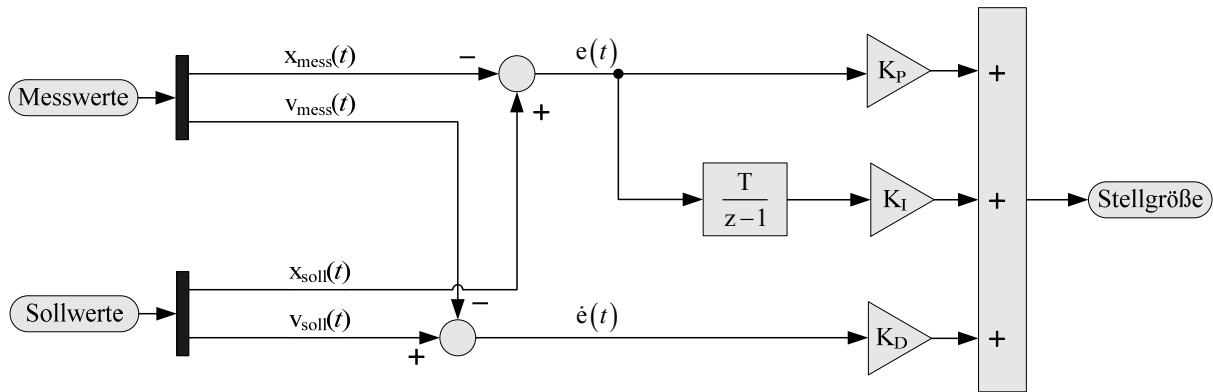 Messwerte
x_mess(t)
v_mess(t)
−
+
e(t)
K_P
+
T
z−1
K_I
+
Stellgröße
Sollwerte
x_soll(t)
v_soll(t)
−
+
ė(t)
K_D
+